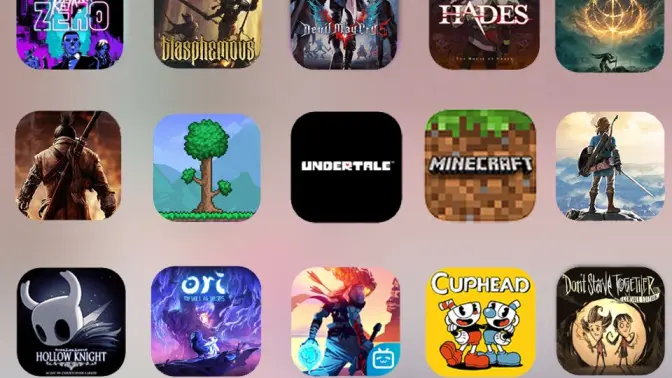 KATANA
ZERO
blasphemous
Devil May Cry 5
HADES
UNDERTALE
MINECRAFT
HOLLOW KNIGHT
ori
AND THE WILL OF THE WISPS
CUPHEAD
Don't Starve Together